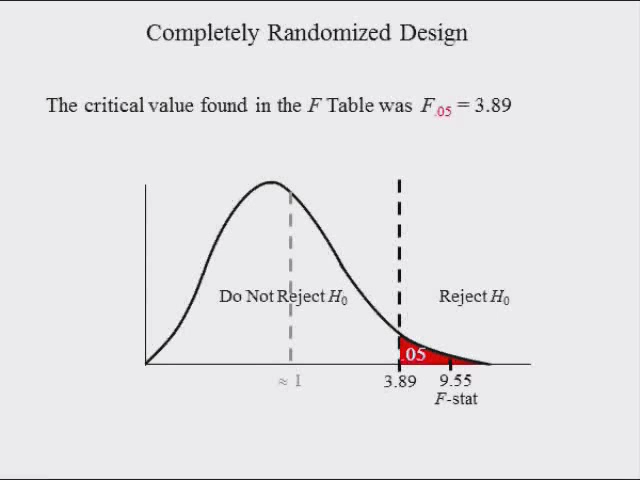 Completely Randomized Design
The critical value found in the F Table was F.05 = 3.89
Do Not Reject H0
Reject H0
.05
≈ 1
3.89
9.55
F-stat